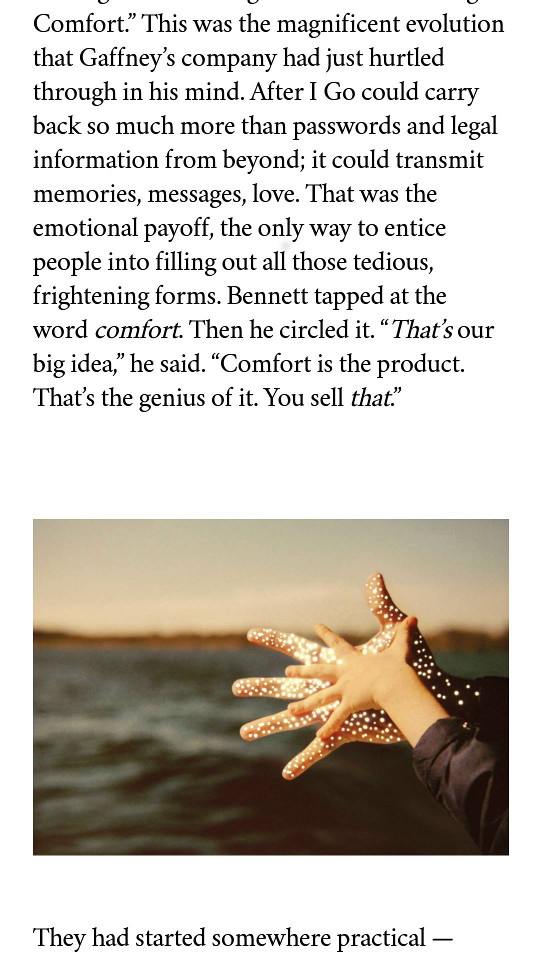 Comfort.” This was the magnificent evolution
that Gaffney’s company had just hurtled
through in his mind. After I Go could carry
back so much more than passwords and legal
information from beyond; it could transmit
memories, messages, love. That was the
emotional payoff, the only way to entice
people into filling out all those tedious,
frightening forms. Bennett tapped at the
word comfort. Then he circled it. “That’s our
big idea,” he said. “Comfort is the product.
That’s the genius of it. You sell that.”
They had started somewhere practical —